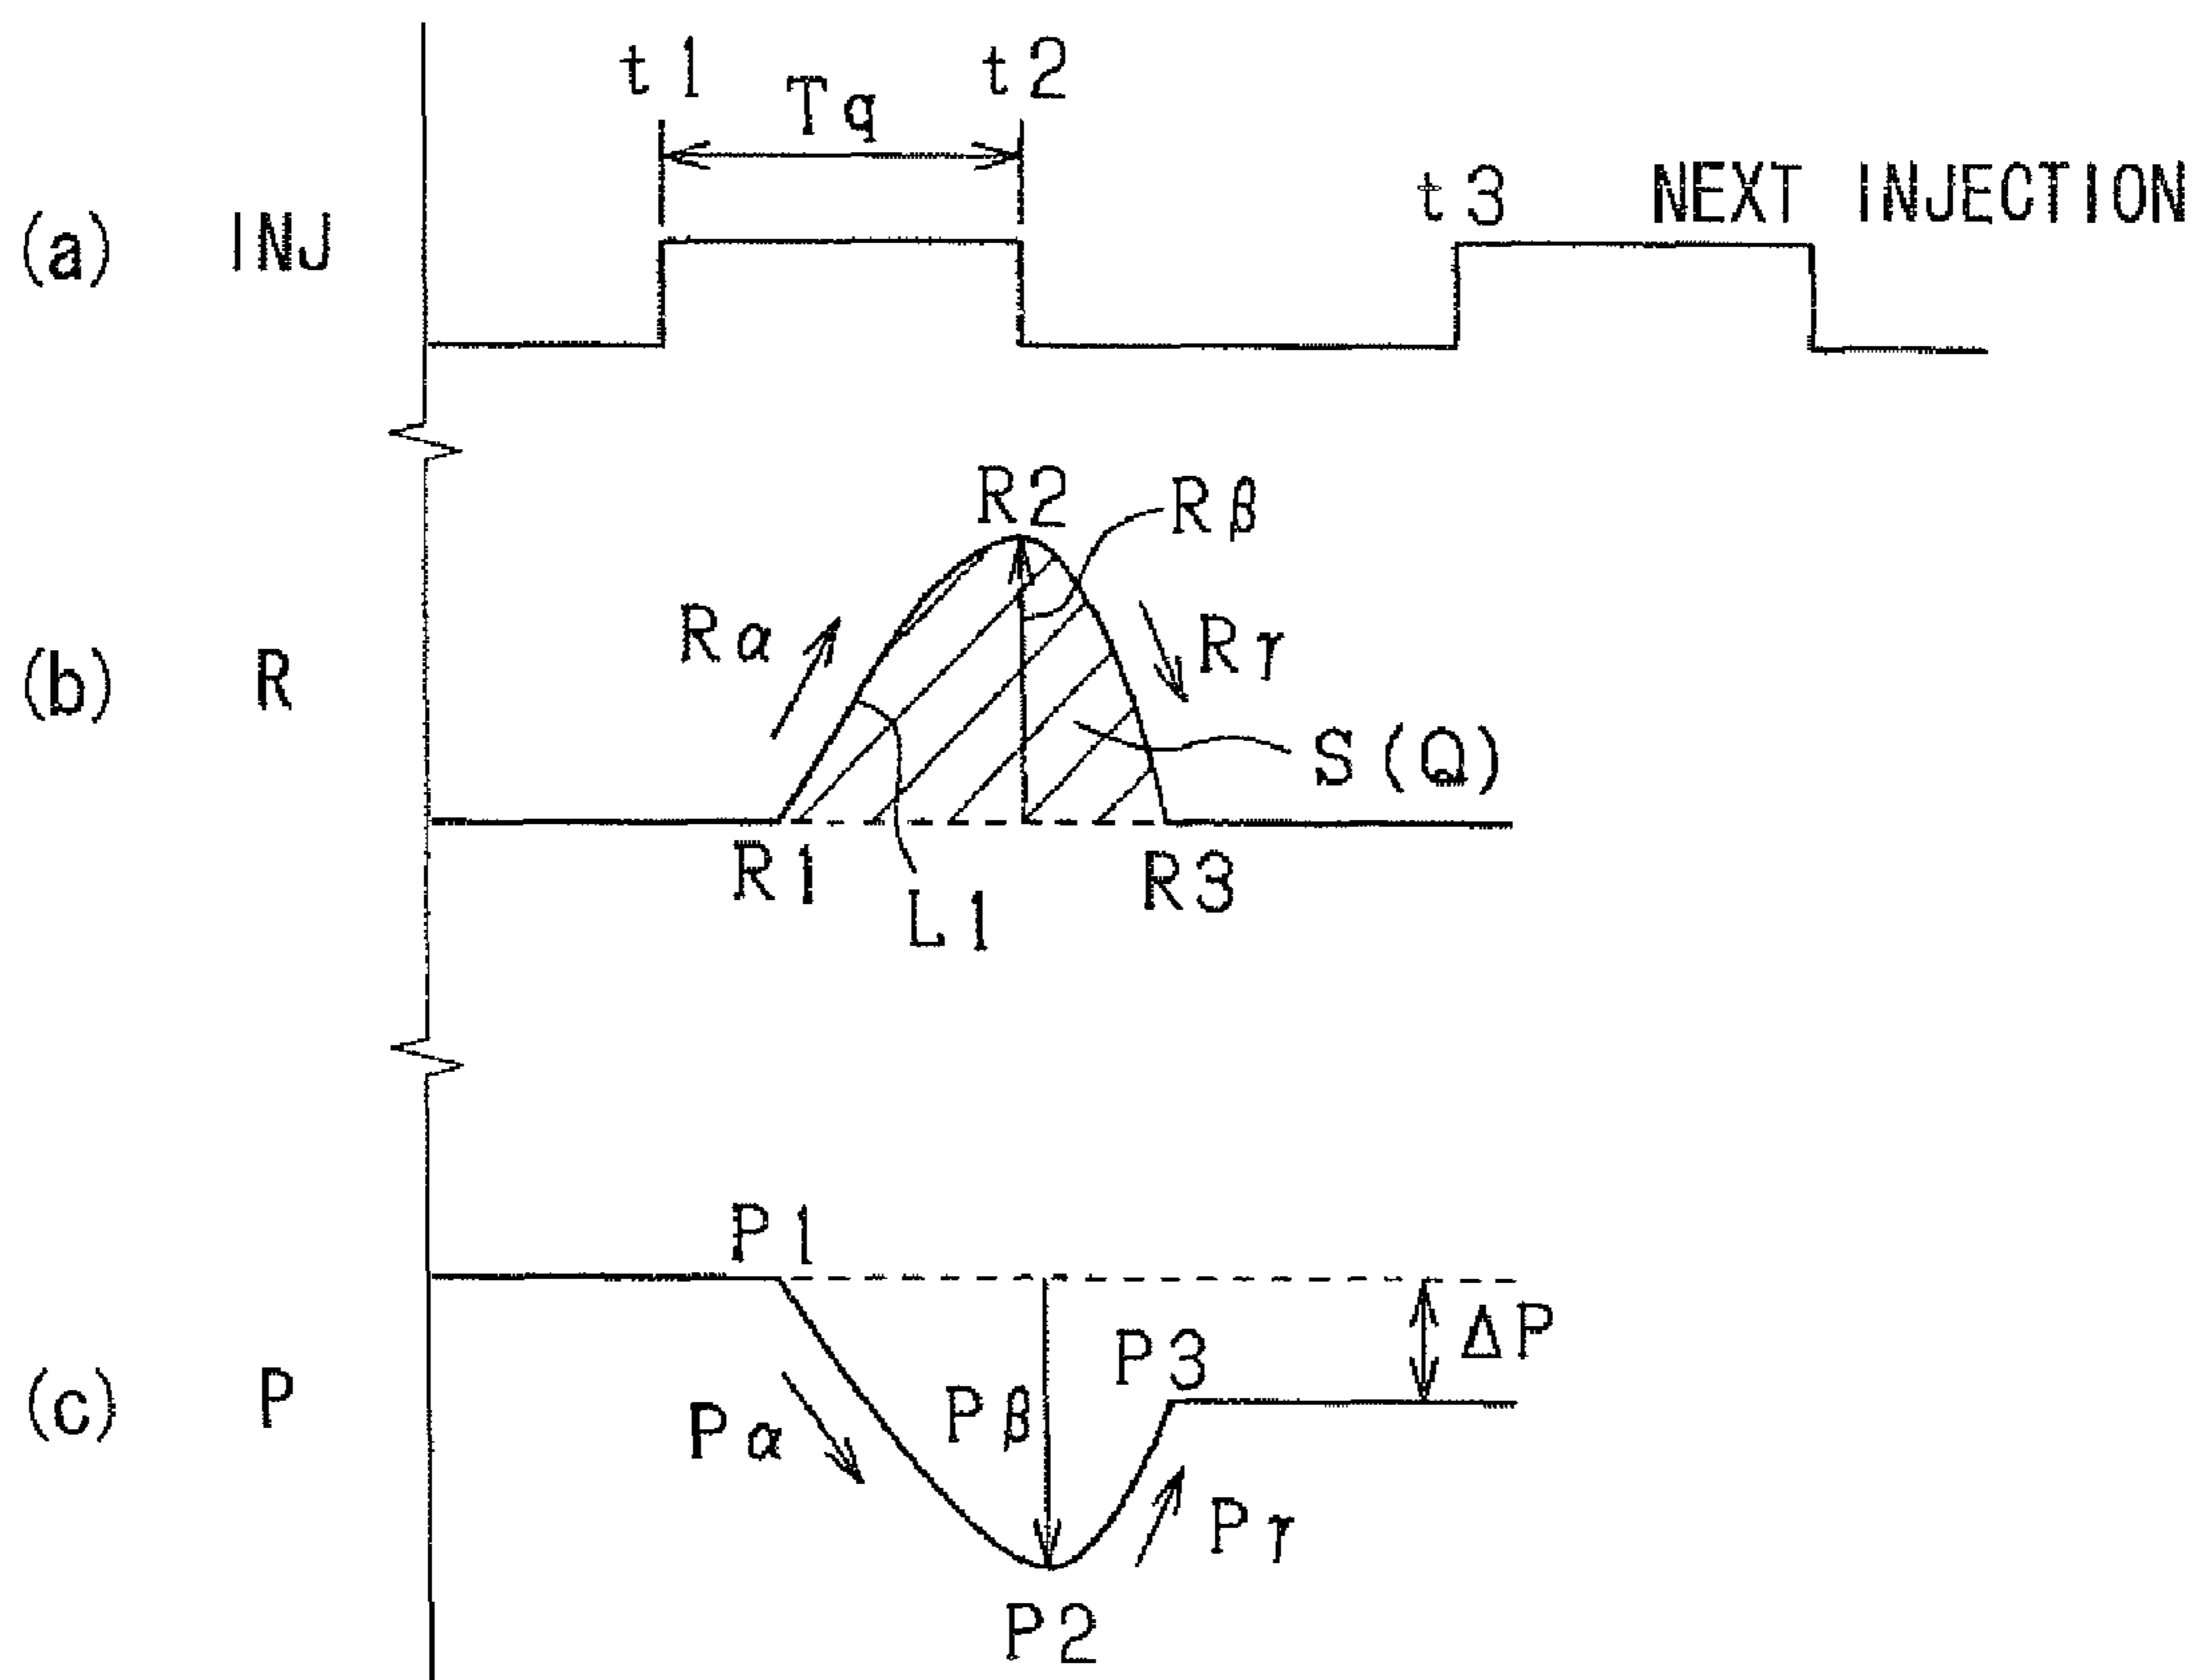 t1
Tq
t2
t3
NEXT INJECTION
(a) INJ
R2
Rβ
Rα
Rγ
(b) R
S(Q)
R1
R3
L1
P1
ΔP
P3
(c) P
Pβ
Pα
Pγ
P2